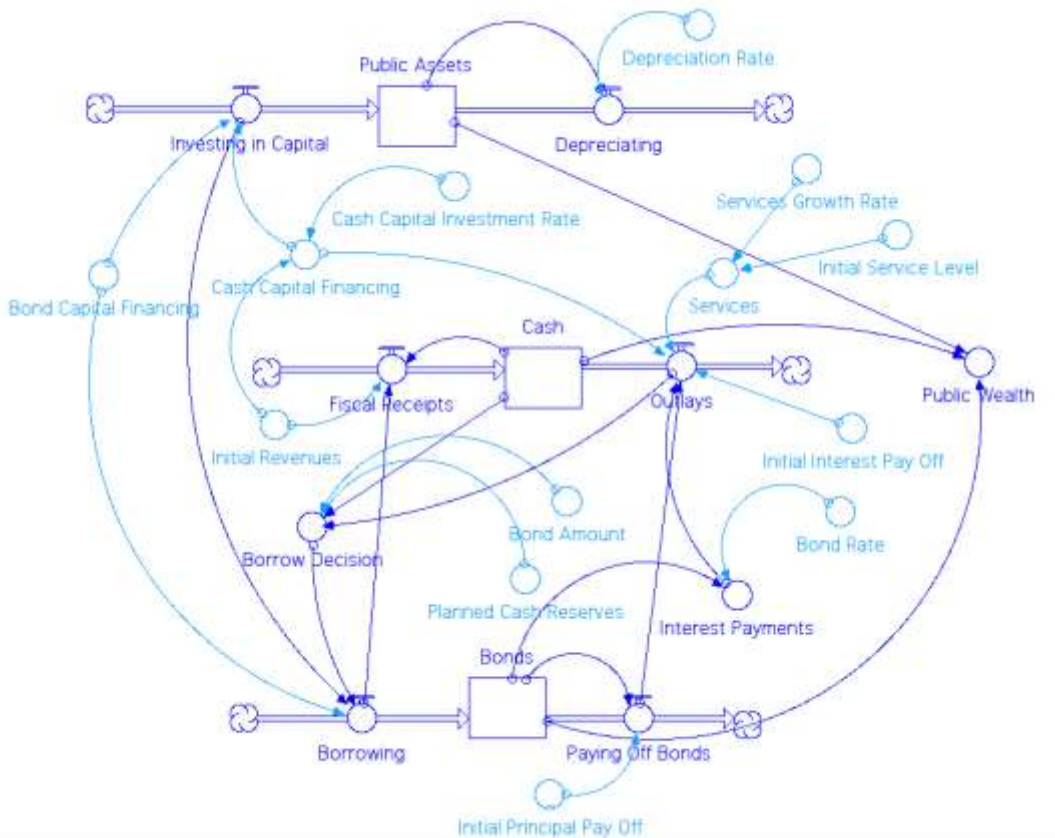 Depreciation Rate
Public Assets
Investing in Capital
Depreciating
Cash Capital Investment Rate
Services Growth Rate
Initial Service Level
Bond Capital Financing
Cash Capital Financing
Services
Cash
Fiscal Receipts
Outlays
Public Wealth
Initial Revenues
Initial Interest Pay Off
Bond Amount
Bond Rate
Borrow Decision
Planned Cash Reserves
Interest Payments
Bonds
Borrowing
Paying Off Bonds
Initial Principal Pay Off